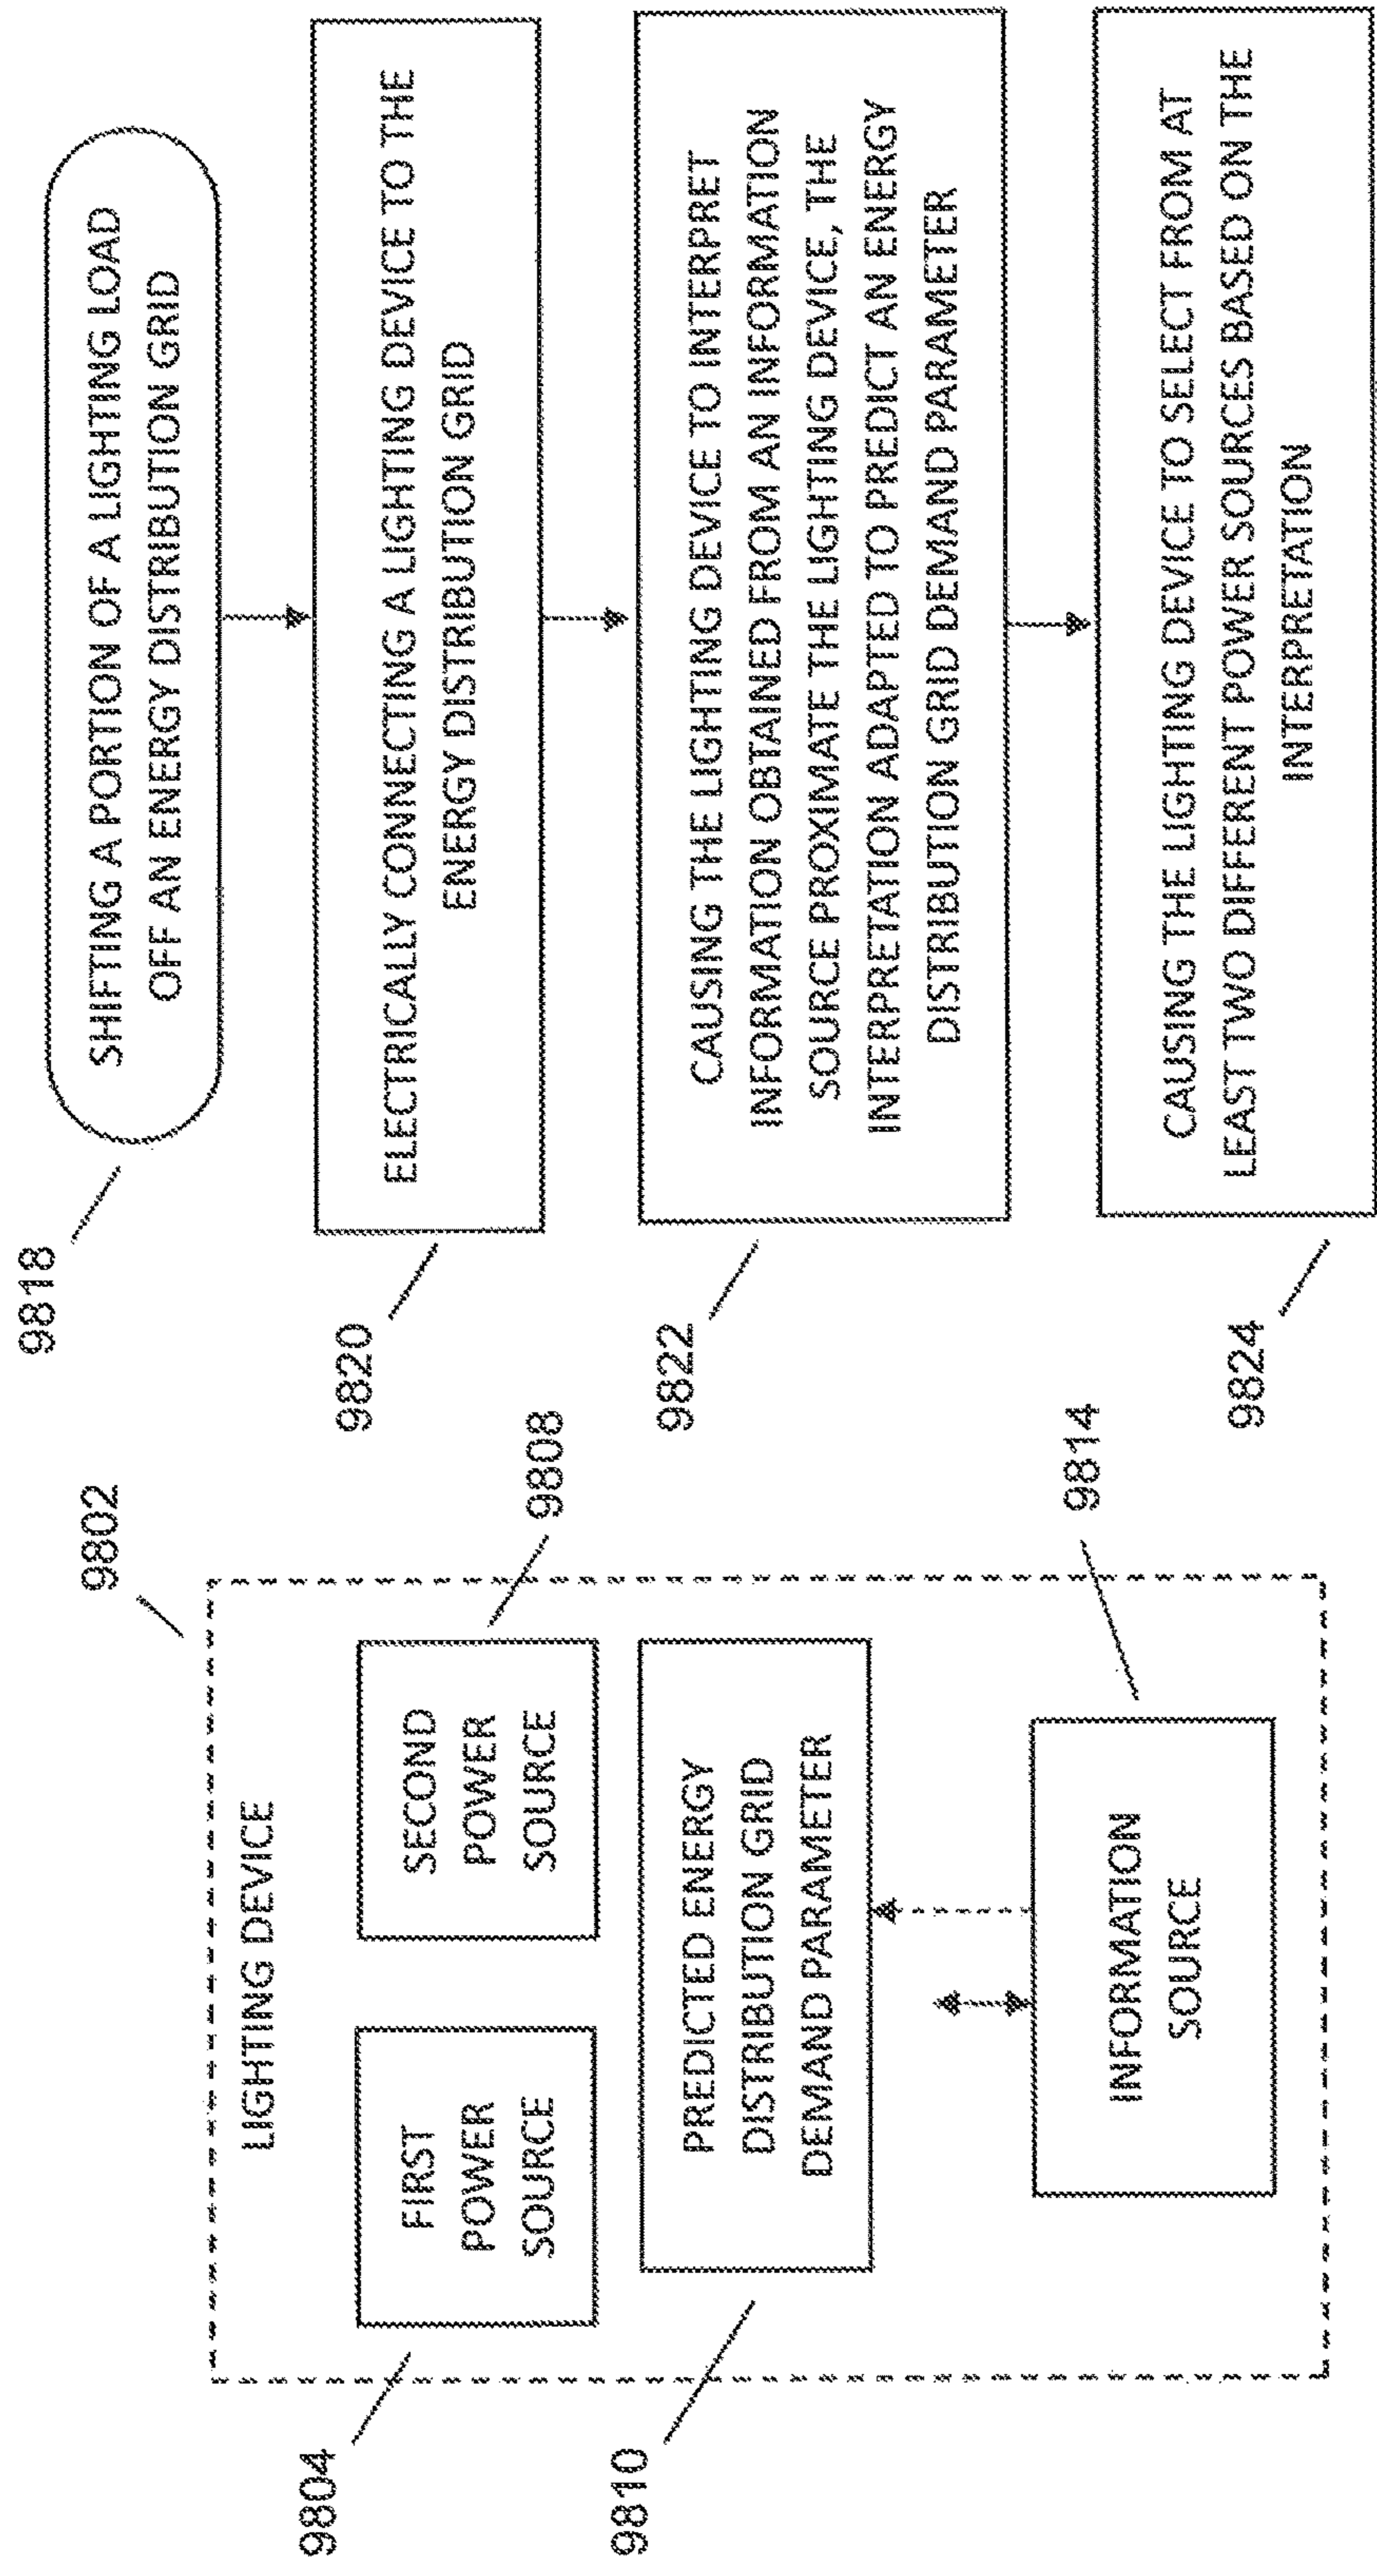 9802
LIGHTING DEVICE
9804
FIRST
POWER
SOURCE
SECOND
POWER
SOURCE
9808
9810
PREDICTED ENERGY
DISTRIBUTION GRID
DEMAND PARAMETER
INFORMATION
SOURCE
9814
9818
SHIFTING A PORTION OF A LIGHTING LOAD
OFF AN ENERGY DISTRIBUTION GRID
9820
ELECTRICALLY CONNECTING A LIGHTING DEVICE TO THE
ENERGY DISTRIBUTION GRID
9822
CAUSING THE LIGHTING DEVICE TO INTERPRET
INFORMATION OBTAINED FROM AN INFORMATION
SOURCE PROXIMATE THE LIGHTING DEVICE, THE
INTERPRETATION ADAPTED TO PREDICT AN ENERGY
DISTRIBUTION GRID DEMAND PARAMETER
9824
CAUSING THE LIGHTING DEVICE TO SELECT FROM AT
LEAST TWO DIFFERENT POWER SOURCES BASED ON THE
INTERPRETATION